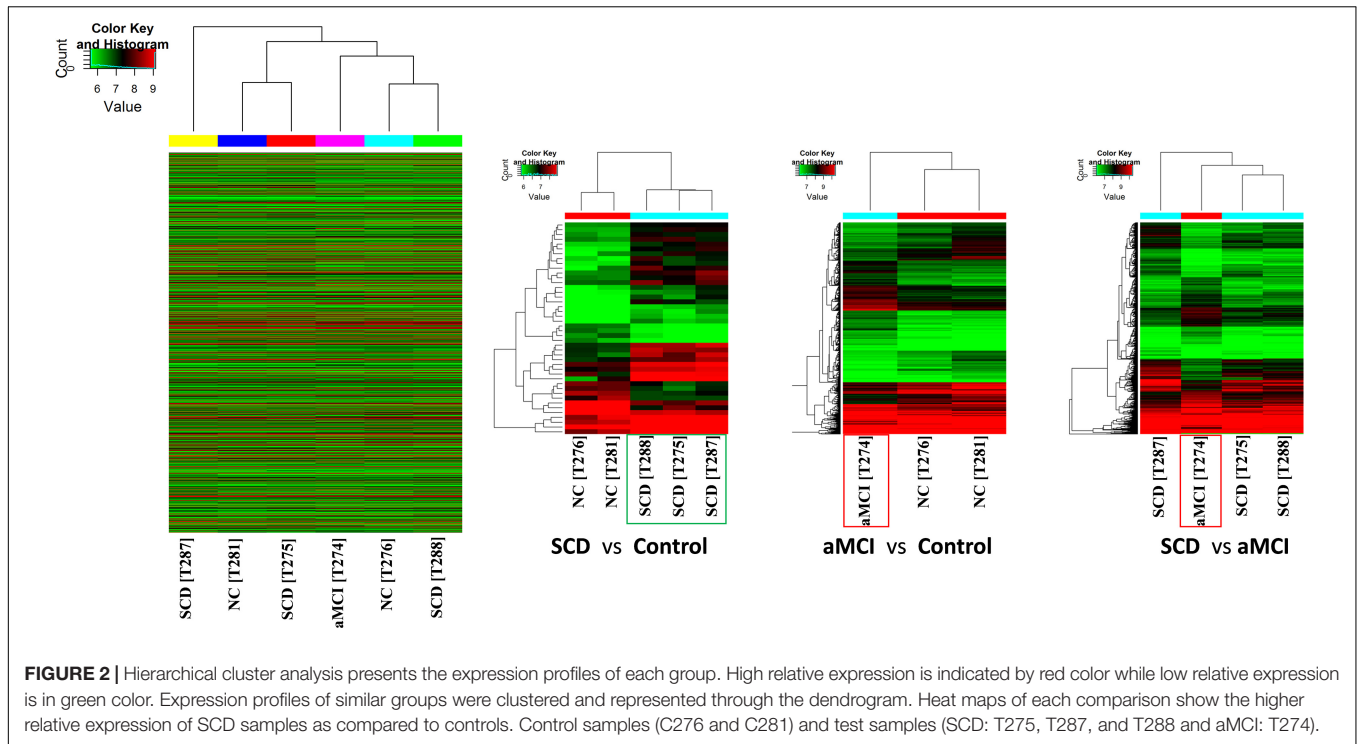 Color Key
and Histogram
Count
0
6 7 8 9
Value
SCD [T287]
NC [T281]
SCD [T275]
aMCI [T274]
NC [T276]
SCD [T288]
Color Key
and Histogram
Count
0
6 7
Value
NC [T276]
NC [T281]
SCD [T288]
SCD [T275]
SCD [T287]
SCD vs Control
Color Key
and Histogram
Count
0
7 9
Value
aMCI [T274]
NC [T276]
NC [T281]
aMCI vs Control
Color Key
and Histogram
Count
0
7 9
Value
SCD [T287]
aMCI [T274]
SCD [T275]
SCD [T288]
SCD vs aMCI
FIGURE 2 | Hierarchical cluster analysis presents the expression profiles of each group. High relative expression is indicated by red color while low relative expression
is in green color. Expression profiles of similar groups were clustered and represented through the dendrogram. Heat maps of each comparison show the higher
relative expression of SCD samples as compared to controls. Control samples (C276 and C281) and test samples (SCD: T275, T287, and T288 and aMCI: T274).